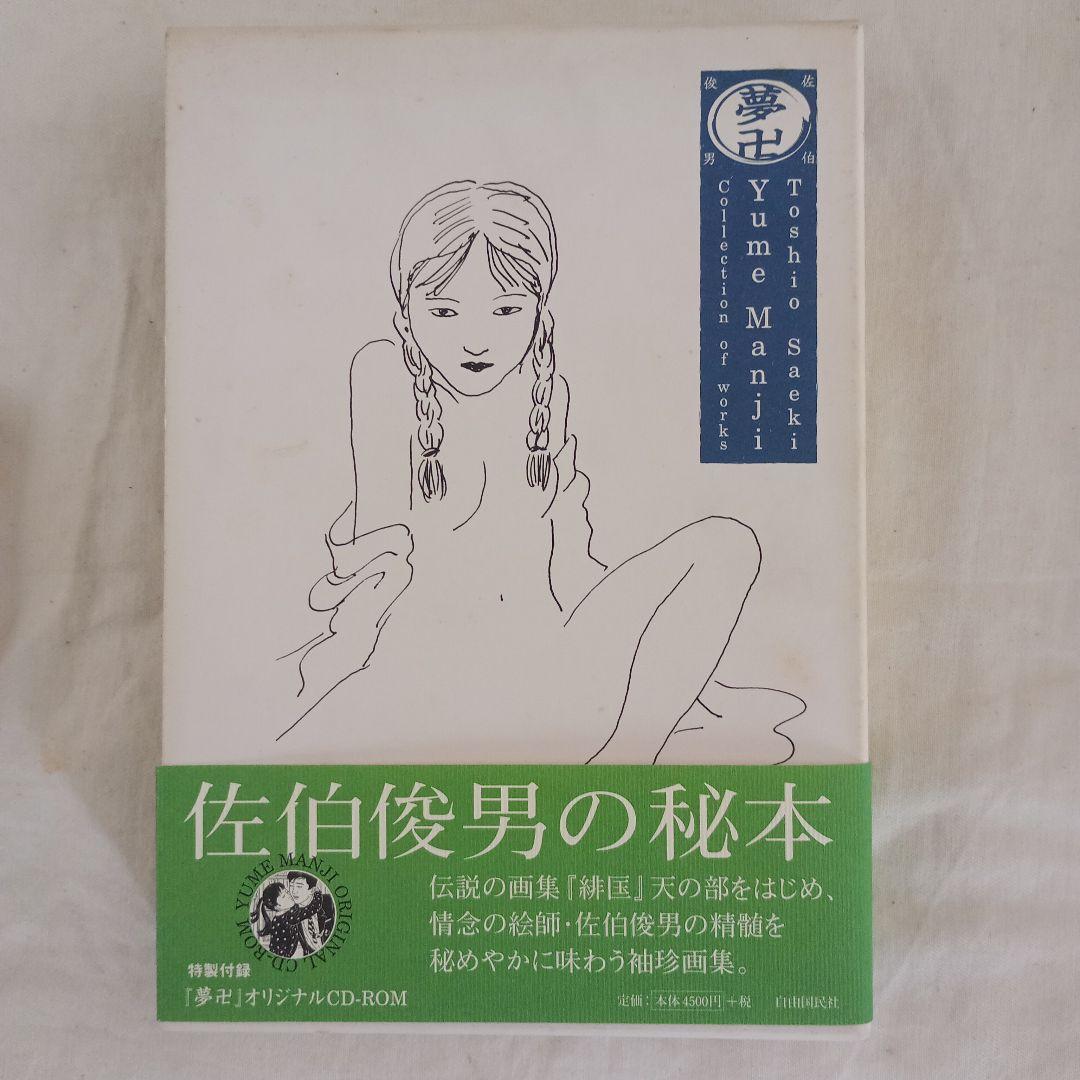 佐伯俊男
夢卍
Toshio Saeki
Yume Manji
Collection of works
佐伯俊男の秘本
伝説の画集『緋国』天の部をはじめ、
情念の絵師・佐伯俊男の精髄を
秘めやかに味わう袖珍画集。
YUME MANJI ORIGINAL CD-ROM
特製付録
『夢卍』オリジナルCD-ROM
定価：本体4500円＋税　自由国民社